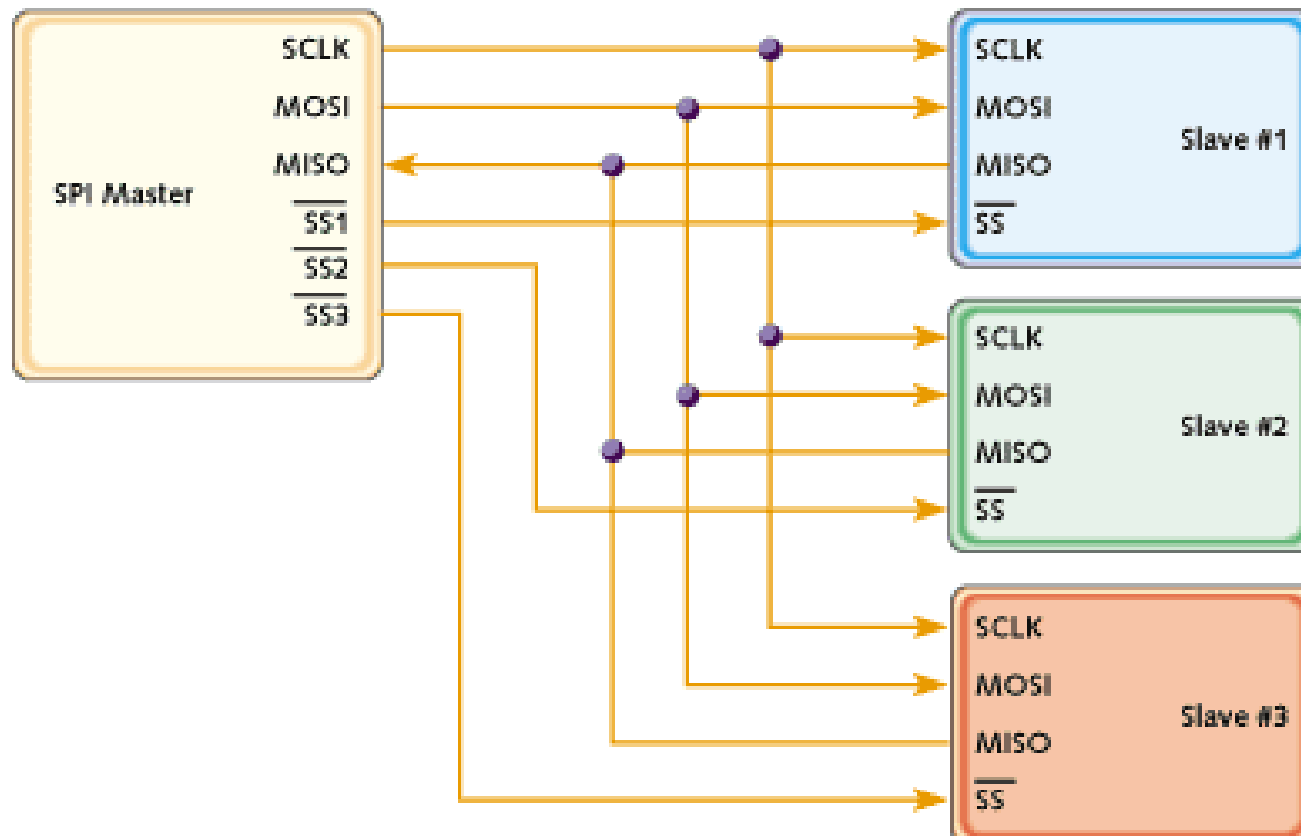 SPI Master
SCLK
MOSI
MISO
SS1
SS2
SS3
SCLK
MOSI
MISO
SS
Slave #1
SCLK
MOSI
MISO
SS
Slave #2
SCLK
MOSI
MISO
SS
Slave #3